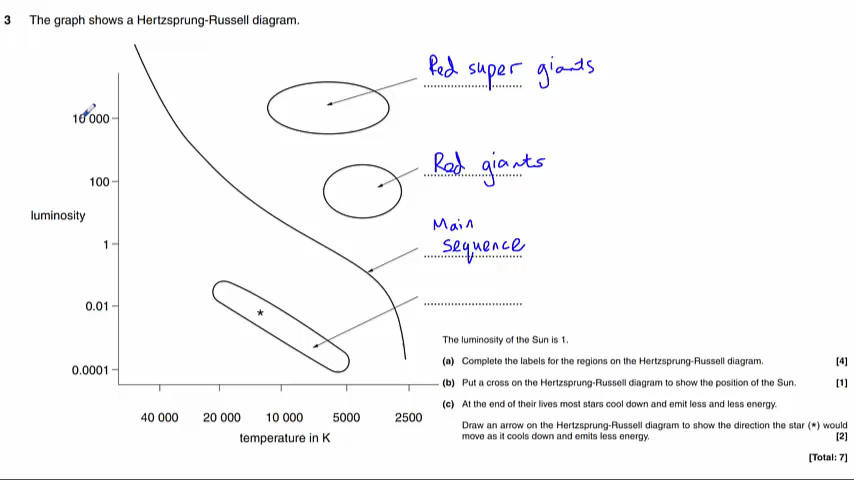 3 The graph shows a Hertzsprung-Russell diagram.
Red super giants
10 000
Red giants
100
luminosity
Main
sequence
1
0.01
*
0.0001
40 000 20 000 10 000 5000 2500
temperature in K
The luminosity of the Sun is 1.
(a) Complete the labels for the regions on the Hertzsprung-Russell diagram. [4]
(b) Put a cross on the Hertzsprung-Russell diagram to show the position of the Sun. [1]
(c) At the end of their lives most stars cool down and emit less and less energy.
Draw an arrow on the Hertzsprung-Russell diagram to show the direction the star (*) would
move as it cools down and emits less energy. [2]
[Total: 7]